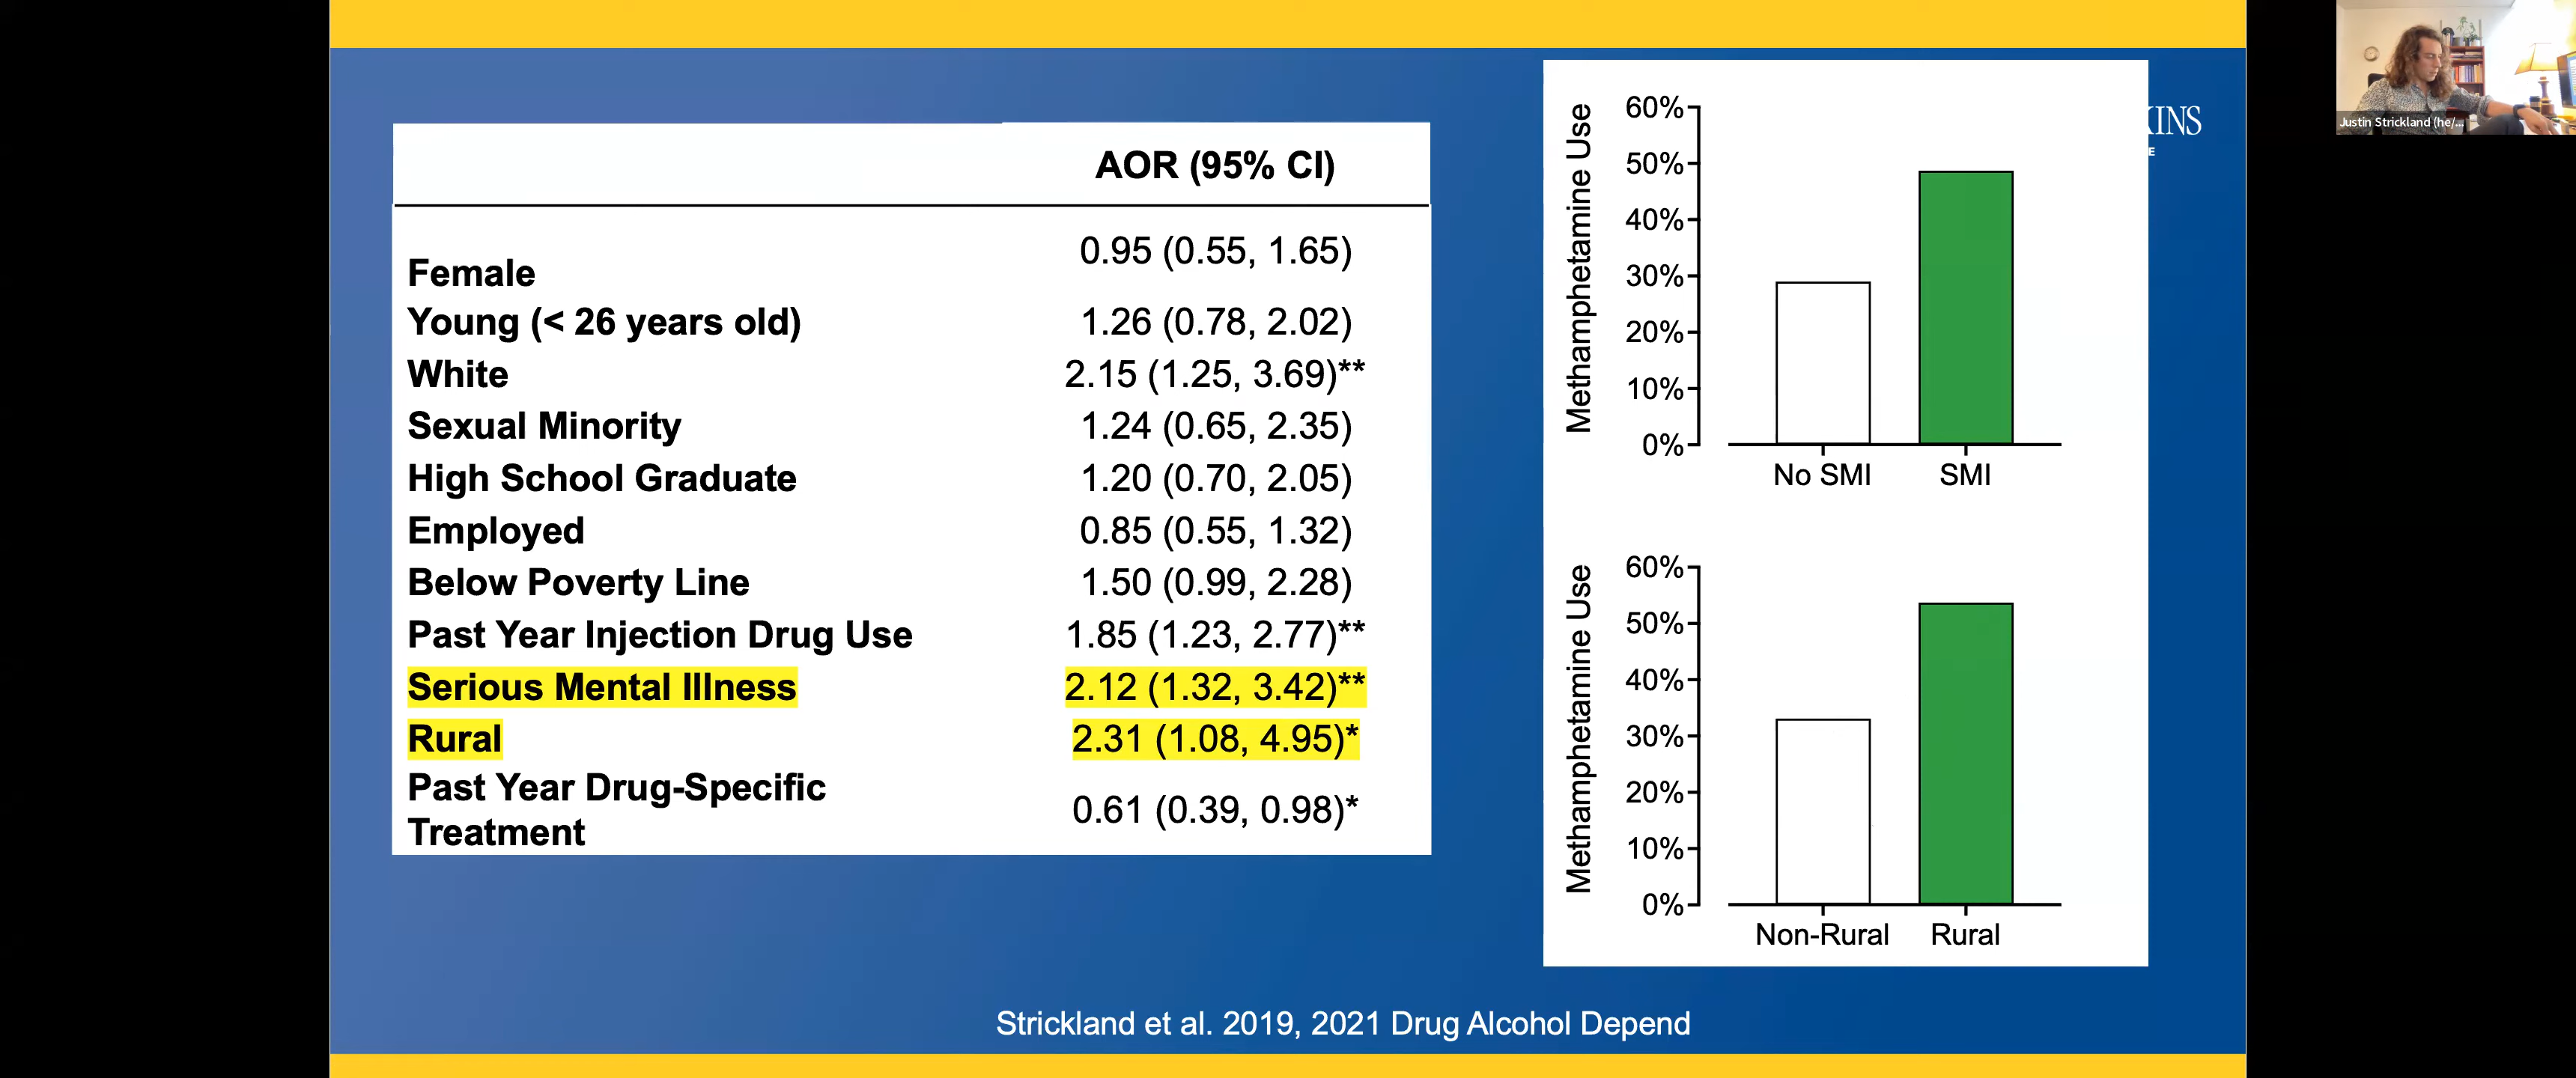 AOR (95% CI)
Female 0.95 (0.55, 1.65)
Young (< 26 years old) 1.26 (0.78, 2.02)
White 2.15 (1.25, 3.69)**
Sexual Minority 1.24 (0.65, 2.35)
High School Graduate 1.20 (0.70, 2.05)
Employed 0.85 (0.55, 1.32)
Below Poverty Line 1.50 (0.99, 2.28)
Past Year Injection Drug Use 1.85 (1.23, 2.77)**
Serious Mental Illness 2.12 (1.32, 3.42)**
Rural 2.31 (1.08, 4.95)*
Past Year Drug-Specific
Treatment 0.61 (0.39, 0.98)*
Methamphetamine Use
60%
50%
40%
30%
20%
10%
0%
No SMI SMI
Methamphetamine Use
60%
50%
40%
30%
20%
10%
0%
Non-Rural Rural
KINS
E
Justin Strickland (he/...
Strickland et al. 2019, 2021 Drug Alcohol Depend